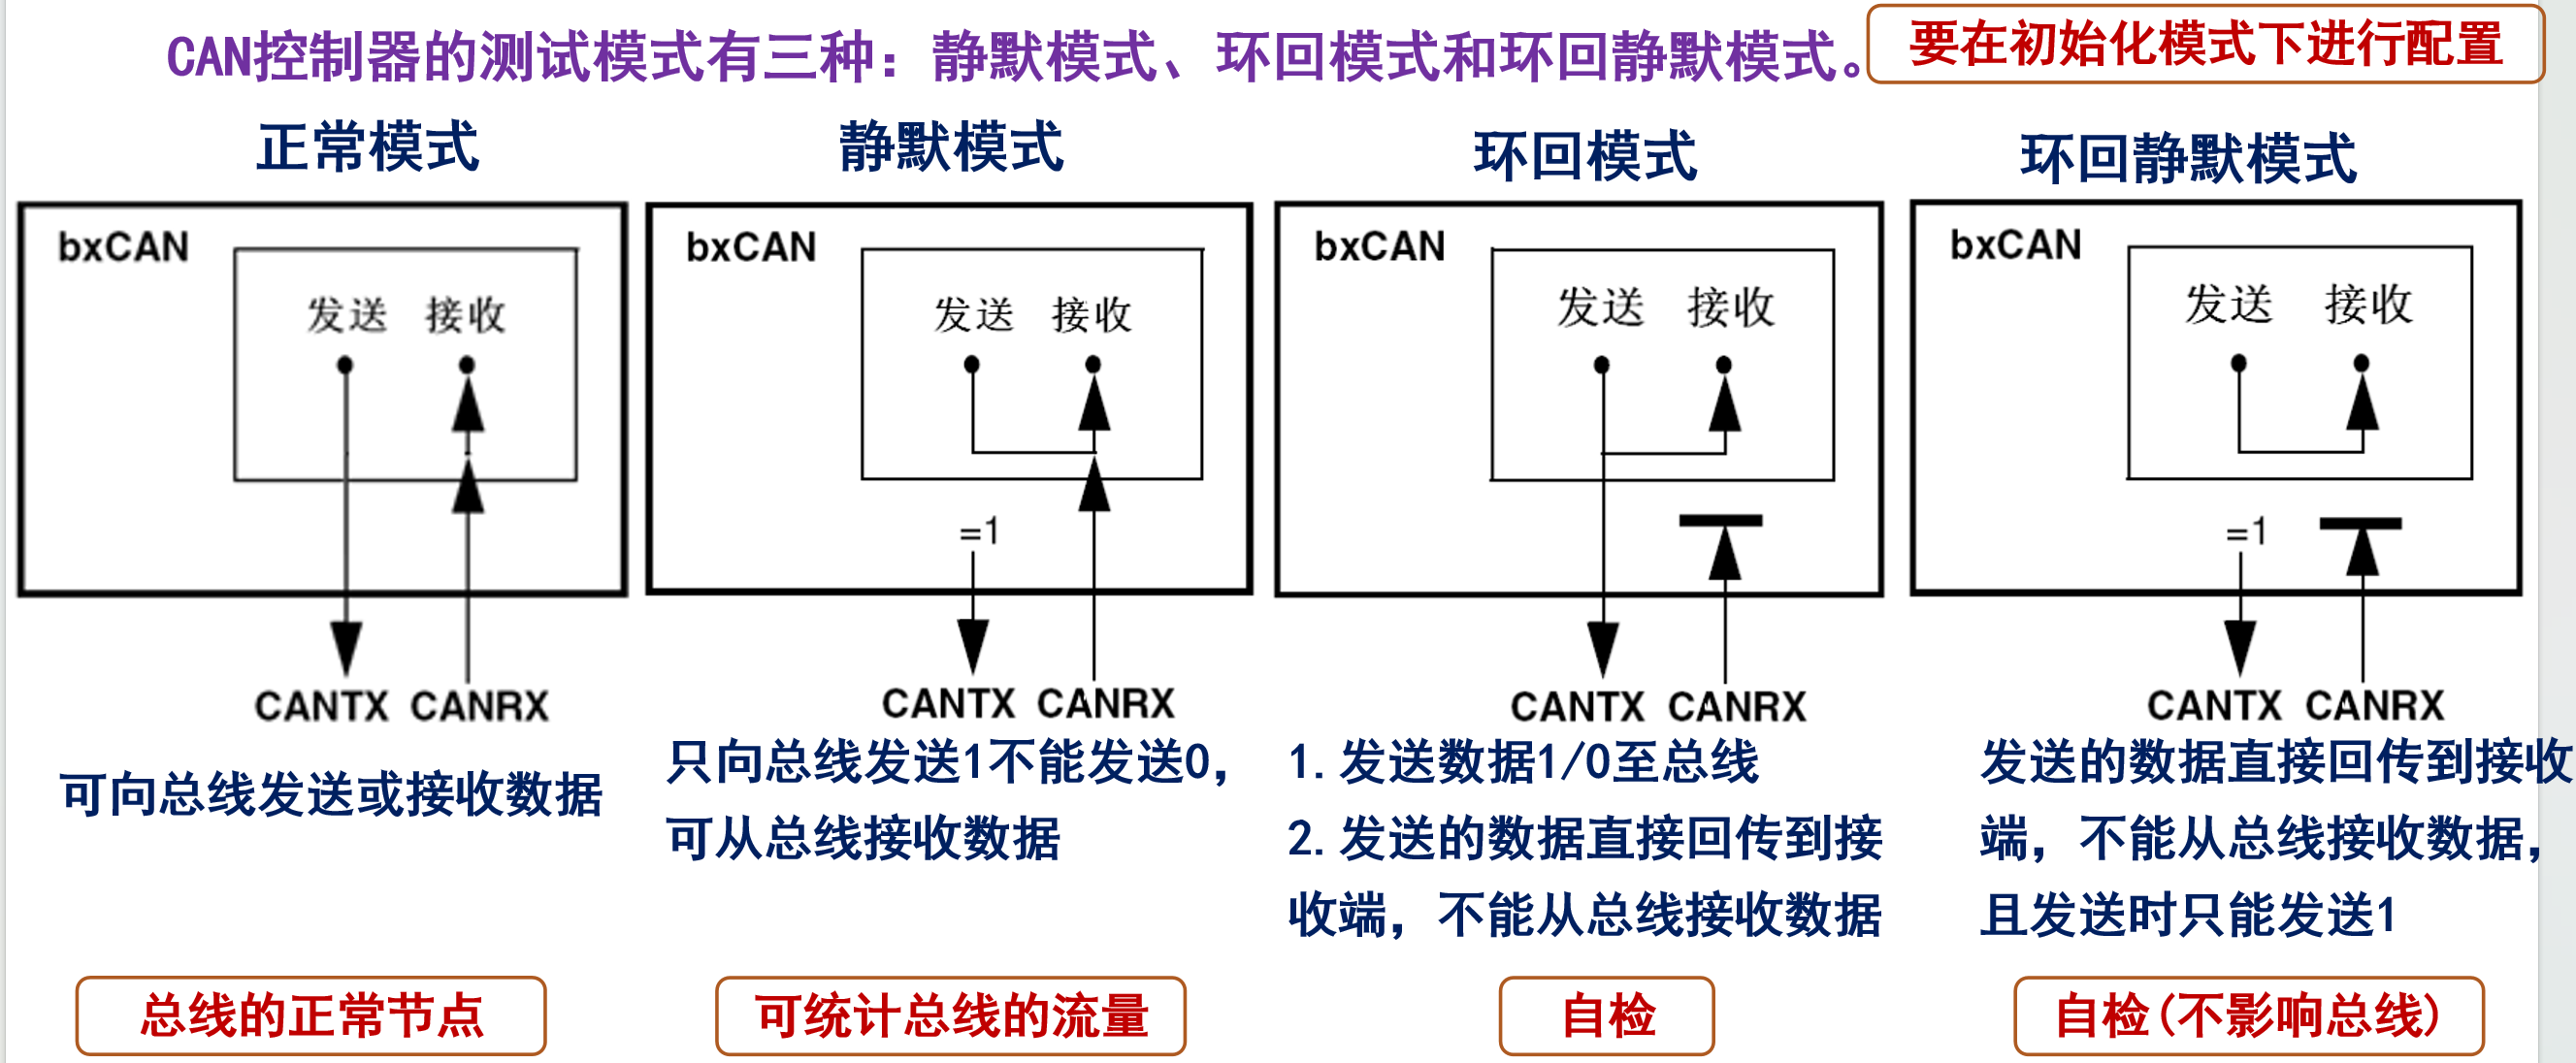 CAN控制器的测试模式有三种：静默模式、环回模式和环回静默模式。
要在初始化模式下进行配置
正常模式
静默模式
环回模式
环回静默模式
bxCAN
发送 接收
CANTX CANRX
bxCAN
发送 接收
=1
CANTX CANRX
bxCAN
发送 接收
CANTX CANRX
bxCAN
发送 接收
=1
CANTX CANRX
可向总线发送或接收数据
只向总线发送1不能发送0，
可从总线接收数据
1.发送数据1/0至总线
2.发送的数据直接回传到接
收端，不能从总线接收数据
发送的数据直接回传到接收
端，不能从总线接收数据，
且发送时只能发送1
总线的正常节点
可统计总线的流量
自检
自检(不影响总线)